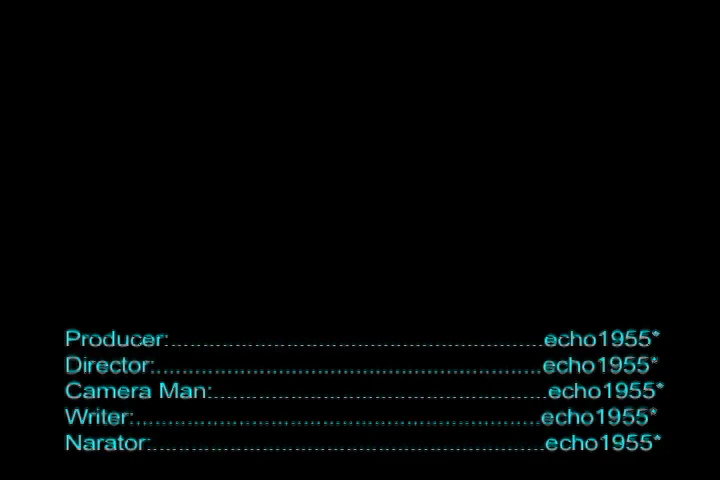 Producer:..........................................................echo1955*
Director:............................................................echo1955*
Camera Man:....................................................echo1955*
Writer:...............................................................echo1955*
Narator:.............................................................echo1955*